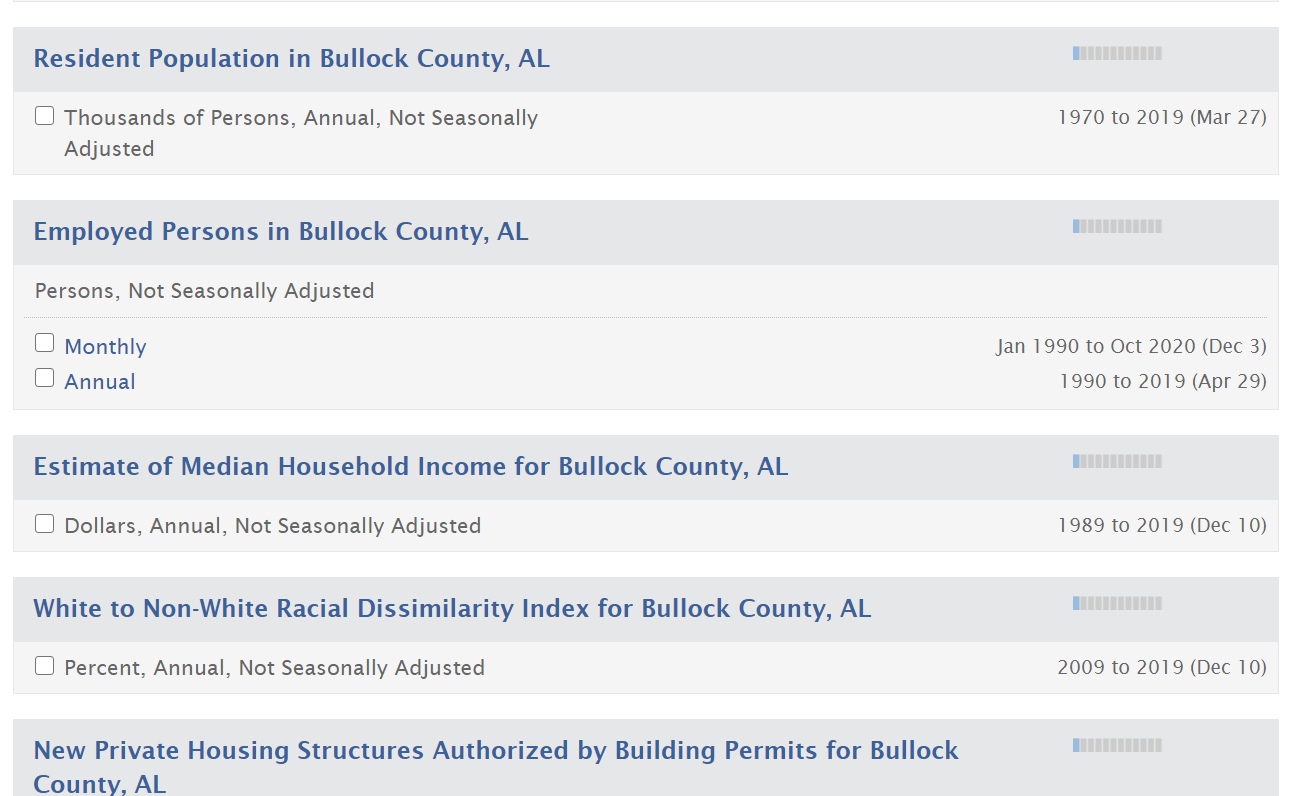 Resident Population in Bullock County, AL
Thousands of Persons, Annual, Not Seasonally
Adjusted
1970 to 2019 (Mar 27)
Employed Persons in Bullock County, AL
Persons, Not Seasonally Adjusted
Monthly
Jan 1990 to Oct 2020 (Dec 3)
Annual
1990 to 2019 (Apr 29)
Estimate of Median Household Income for Bullock County, AL
Dollars, Annual, Not Seasonally Adjusted
1989 to 2019 (Dec 10)
White to Non-White Racial Dissimilarity Index for Bullock County, AL
Percent, Annual, Not Seasonally Adjusted
2009 to 2019 (Dec 10)
New Private Housing Structures Authorized by Building Permits for Bullock
County, AL